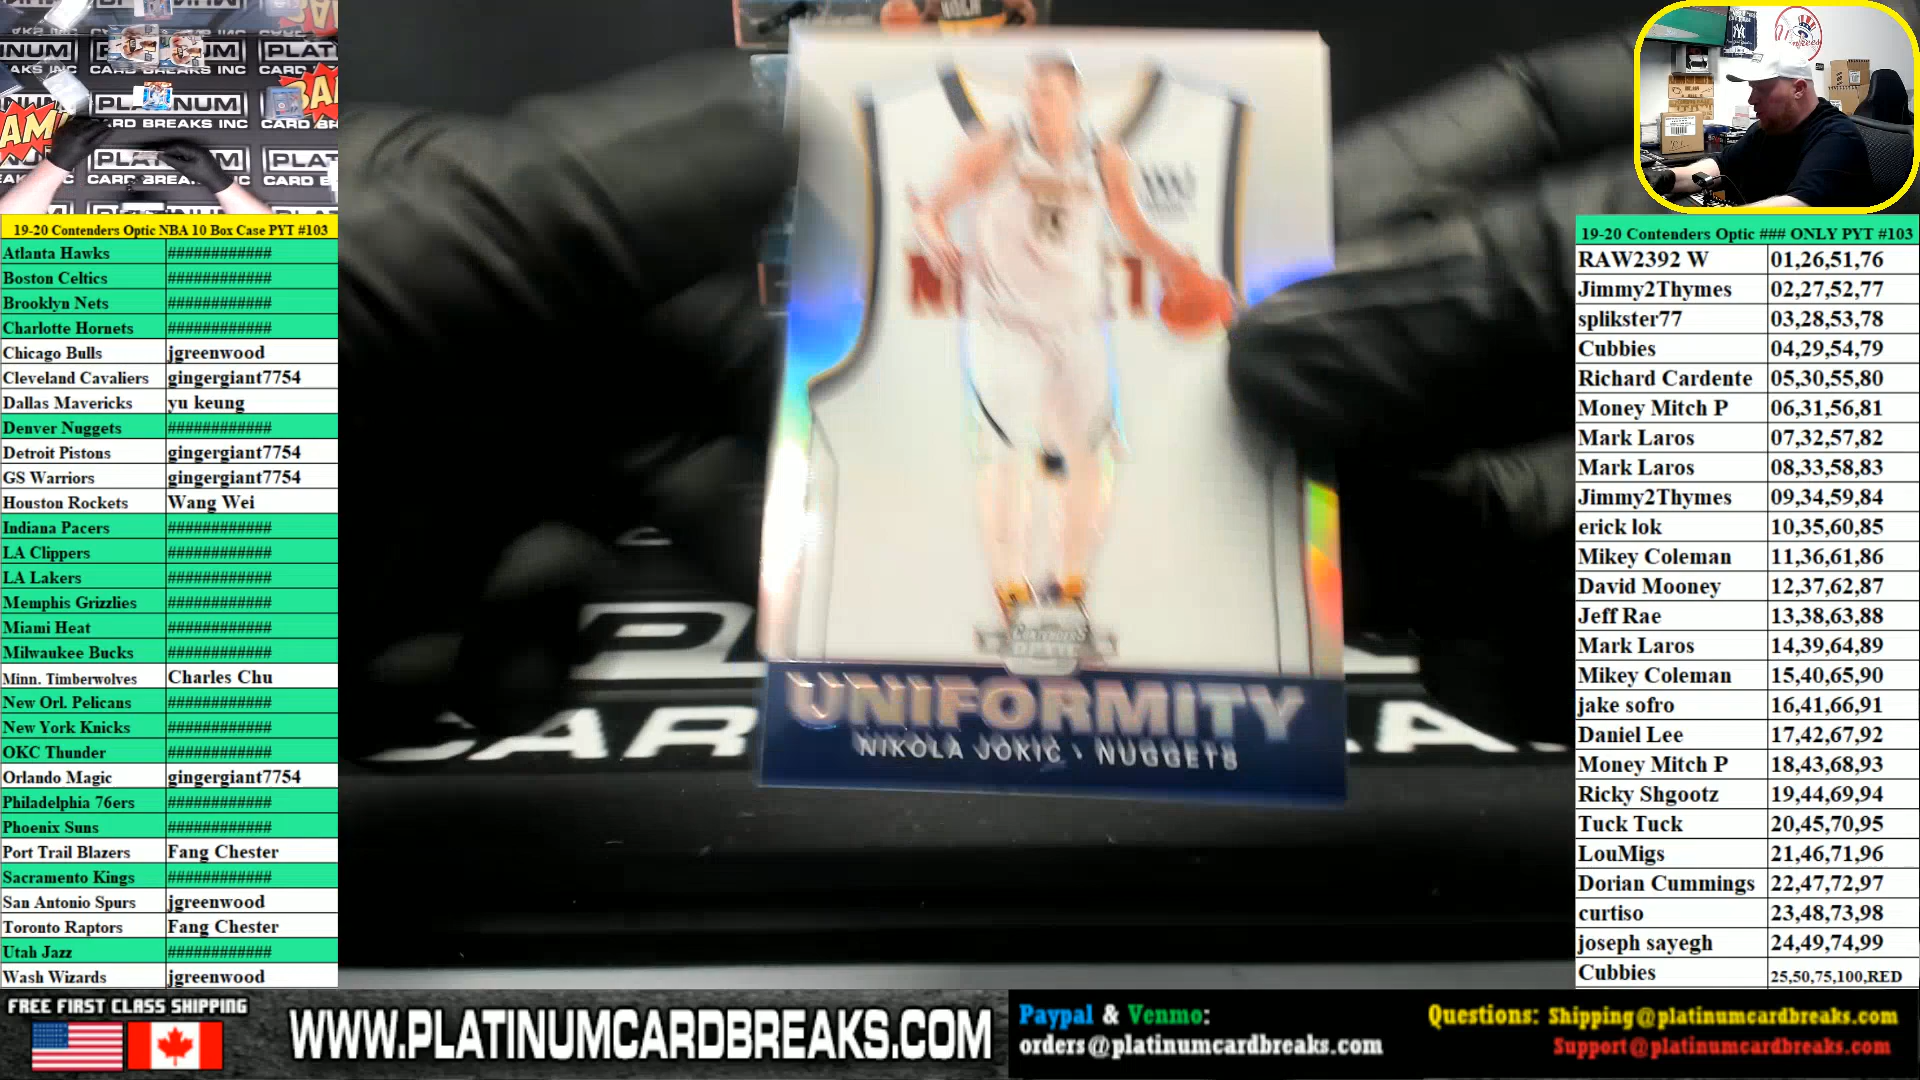 19-20 Contenders Optic NBA 10 Box Case PYT #103
Atlanta Hawks ############
Boston Celtics ############
Brooklyn Nets ############
Charlotte Hornets ############
Chicago Bulls jgreenwood
Cleveland Cavaliers gingergiant7754
Dallas Mavericks yu keung
Denver Nuggets ############
Detroit Pistons gingergiant7754
GS Warriors gingergiant7754
Houston Rockets Wang Wei
Indiana Pacers ############
LA Clippers ############
LA Lakers ############
Memphis Grizzlies ############
Miami Heat ############
Milwaukee Bucks ############
Minn. Timberwolves Charles Chu
New Orl. Pelicans ############
New York Knicks ############
OKC Thunder ############
Orlando Magic gingergiant7754
Philadelphia 76ers ############
Phoenix Suns ############
Port Trail Blazers Fang Chester
Sacramento Kings ############
San Antonio Spurs jgreenwood
Toronto Raptors Fang Chester
Utah Jazz ############
Wash Wizards jgreenwood
CONTENDERS
OPTIC
UNIFORMITY
NIKOLA JOKIC · NUGGETS
19-20 Contenders Optic ### ONLY PYT #103
RAW2392 W 01,26,51,76
Jimmy2Thymes 02,27,52,77
splikster77 03,28,53,78
Cubbies 04,29,54,79
Richard Cardente 05,30,55,80
Money Mitch P 06,31,56,81
Mark Laros 07,32,57,82
Mark Laros 08,33,58,83
Jimmy2Thymes 09,34,59,84
erick lok 10,35,60,85
Mikey Coleman 11,36,61,86
David Mooney 12,37,62,87
Jeff Rae 13,38,63,88
Mark Laros 14,39,64,89
Mikey Coleman 15,40,65,90
jake sofro 16,41,66,91
Daniel Lee 17,42,67,92
Money Mitch P 18,43,68,93
Ricky Shgootz 19,44,69,94
Tuck Tuck 20,45,70,95
LouMigs 21,46,71,96
Dorian Cummings 22,47,72,97
curtiso 23,48,73,98
joseph sayegh 24,49,74,99
Cubbies 25,50,75,100,RED
FREE FIRST CLASS SHIPPING
WWW.PLATINUMCARDBREAKS.COM
Paypal & Venmo:
orders@platinumcardbreaks.com
Questions: Shipping@platinumcardbreaks.com
Support@platinumcardbreaks.com